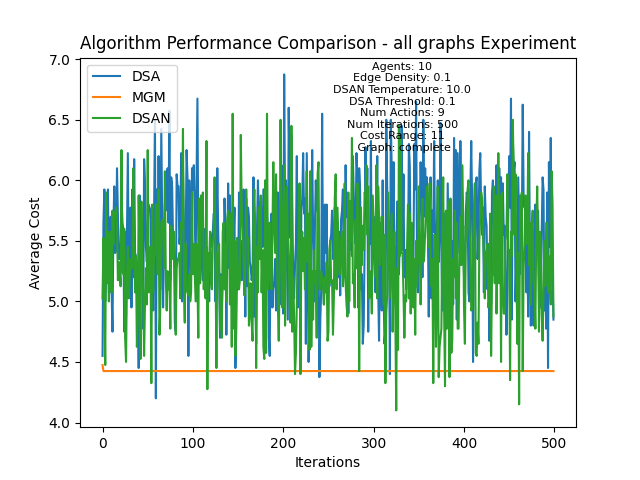 Algorithm Performance Comparison - all graphs Experiment
DSA
MGM
DSAN
Agents: 10
Edge Density: 0.1
DSAN Temperature: 10.0
DSA Threshold: 0.1
Num Actions: 9
Num Iterations: 500
Cost Range: 11
Graph: complete
Average Cost
7.0
6.5
6.0
5.5
5.0
4.5
4.0
0
100
200
300
400
500
Iterations